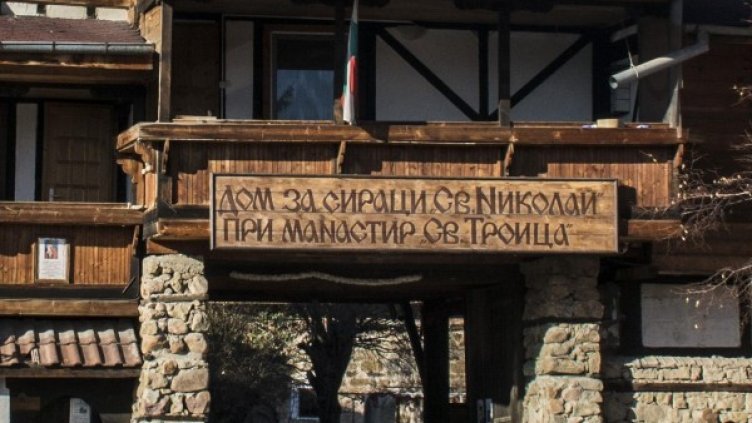 Дом за сираци „Св. Николай“
при манастир „Св. Троица“